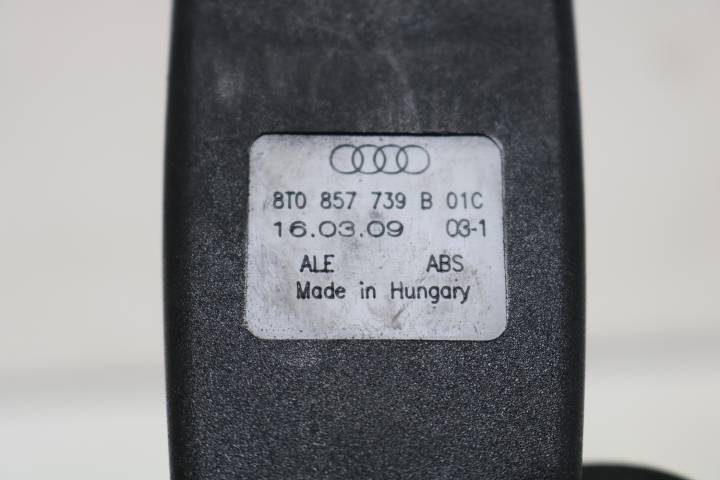 8T0 857 739 B 01C
16.03.09 03-1
ALE ABS
Made in Hungary